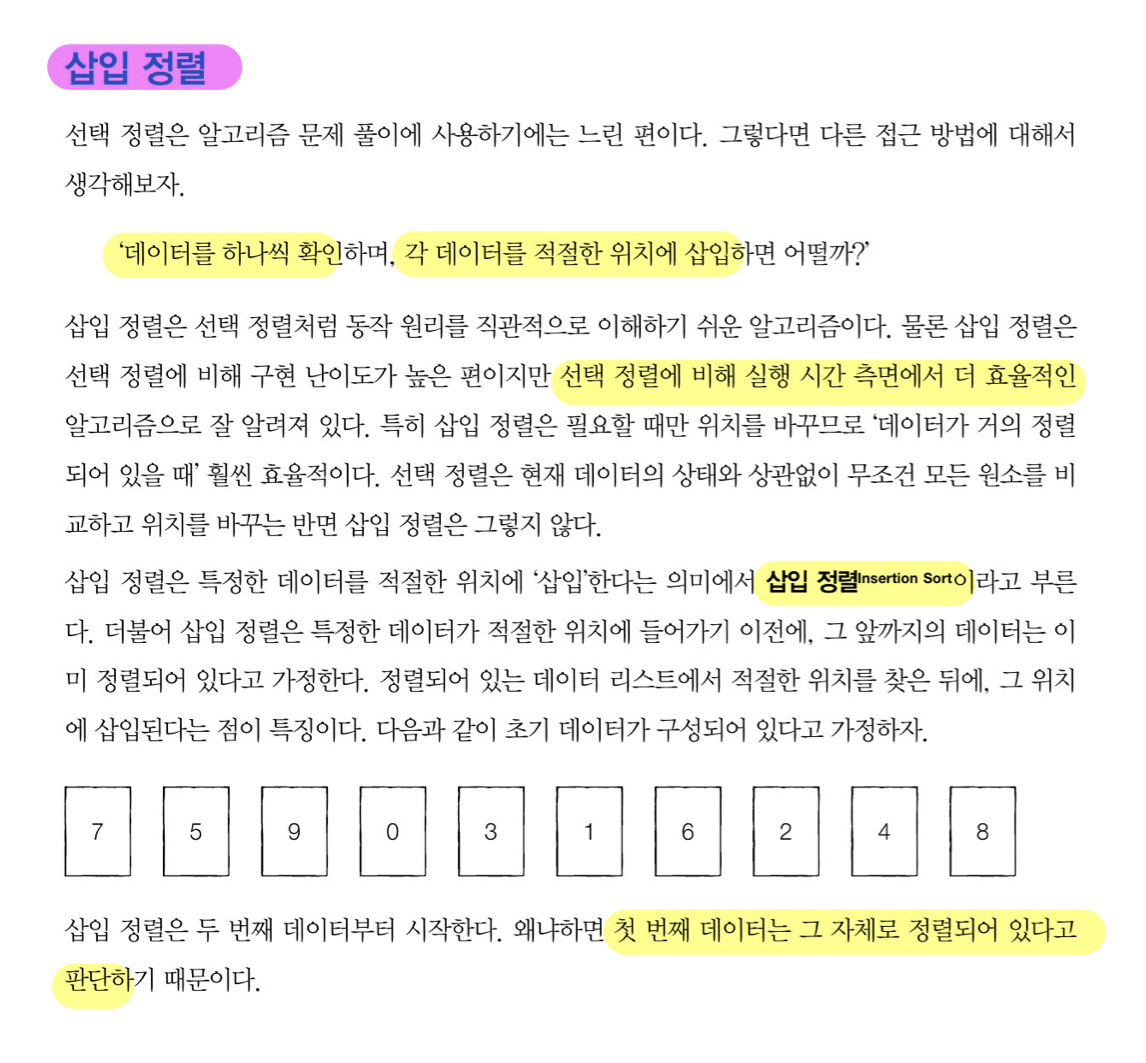 삽입 정렬
선택 정렬은 알고리즘 문제 풀이에 사용하기에는 느린 편이다. 그렇다면 다른 접근 방법에 대해서
생각해보자.
‘데이터를 하나씩 확인하며, 각 데이터를 적절한 위치에 삽입하면 어떨까?’
삽입 정렬은 선택 정렬처럼 동작 원리를 직관적으로 이해하기 쉬운 알고리즘이다. 물론 삽입 정렬은
선택 정렬에 비해 구현 난이도가 높은 편이지만 선택 정렬에 비해 실행 시간 측면에서 더 효율적인
알고리즘으로 잘 알려져 있다. 특히 삽입 정렬은 필요할 때만 위치를 바꾸므로 ‘데이터가 거의 정렬
되어 있을 때’ 훨씬 효율적이다. 선택 정렬은 현재 데이터의 상태와 상관없이 무조건 모든 원소를 비
교하고 위치를 바꾸는 반면 삽입 정렬은 그렇지 않다.
삽입 정렬은 특정한 데이터를 적절한 위치에 ‘삽입’한다는 의미에서 삽입 정렬Insertion Sort이라고 부른
다. 더불어 삽입 정렬은 특정한 데이터가 적절한 위치에 들어가기 이전에, 그 앞까지의 데이터는 이
미 정렬되어 있다고 가정한다. 정렬되어 있는 데이터 리스트에서 적절한 위치를 찾은 뒤에, 그 위치
에 삽입된다는 점이 특징이다. 다음과 같이 초기 데이터가 구성되어 있다고 가정하자.
7 5 9 0 3 1 6 2 4 8
삽입 정렬은 두 번째 데이터부터 시작한다. 왜냐하면 첫 번째 데이터는 그 자체로 정렬되어 있다고
판단하기 때문이다.